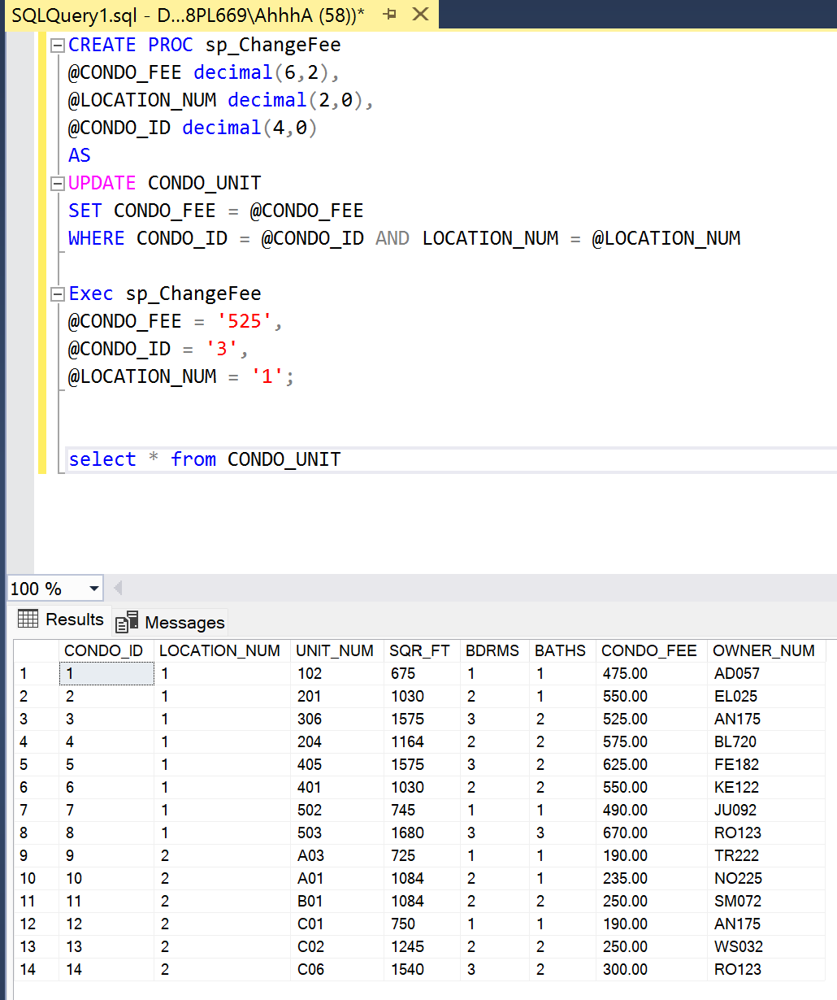 SQLQuery1.sql - D...8PL669\AhhhA (58))*
CREATE PROC sp_ChangeFee
@CONDO_FEE decimal(6,2),
@LOCATION_NUM decimal(2,0),
@CONDO_ID decimal(4,0)
AS
UPDATE CONDO_UNIT
SET CONDO_FEE = @CONDO_FEE
WHERE CONDO_ID = @CONDO_ID AND LOCATION_NUM = @LOCATION_NUM
Exec sp_ChangeFee
@CONDO_FEE = '525',
@CONDO_ID = '3',
@LOCATION_NUM = '1';
select * from CONDO_UNIT
100 %
Results Messages
CONDO_ID LOCATION_NUM UNIT_NUM SQR_FT BDRMS BATHS CONDO_FEE OWNER_NUM
1 1 1 102 675 1 1 475.00 AD057
2 2 1 201 1030 2 1 550.00 EL025
3 3 1 306 1575 3 2 525.00 AN175
4 4 1 204 1164 2 2 575.00 BL720
5 5 1 405 1575 3 2 625.00 FE182
6 6 1 401 1030 2 2 550.00 KE122
7 7 1 502 745 1 1 490.00 JU092
8 8 1 503 1680 3 3 670.00 RO123
9 9 2 A03 725 1 1 190.00 TR222
10 10 2 A01 1084 2 1 235.00 NO225
11 11 2 B01 1084 2 2 250.00 SM072
12 12 2 C01 750 1 1 190.00 AN175
13 13 2 C02 1245 2 2 250.00 WS032
14 14 2 C06 1540 3 2 300.00 RO123